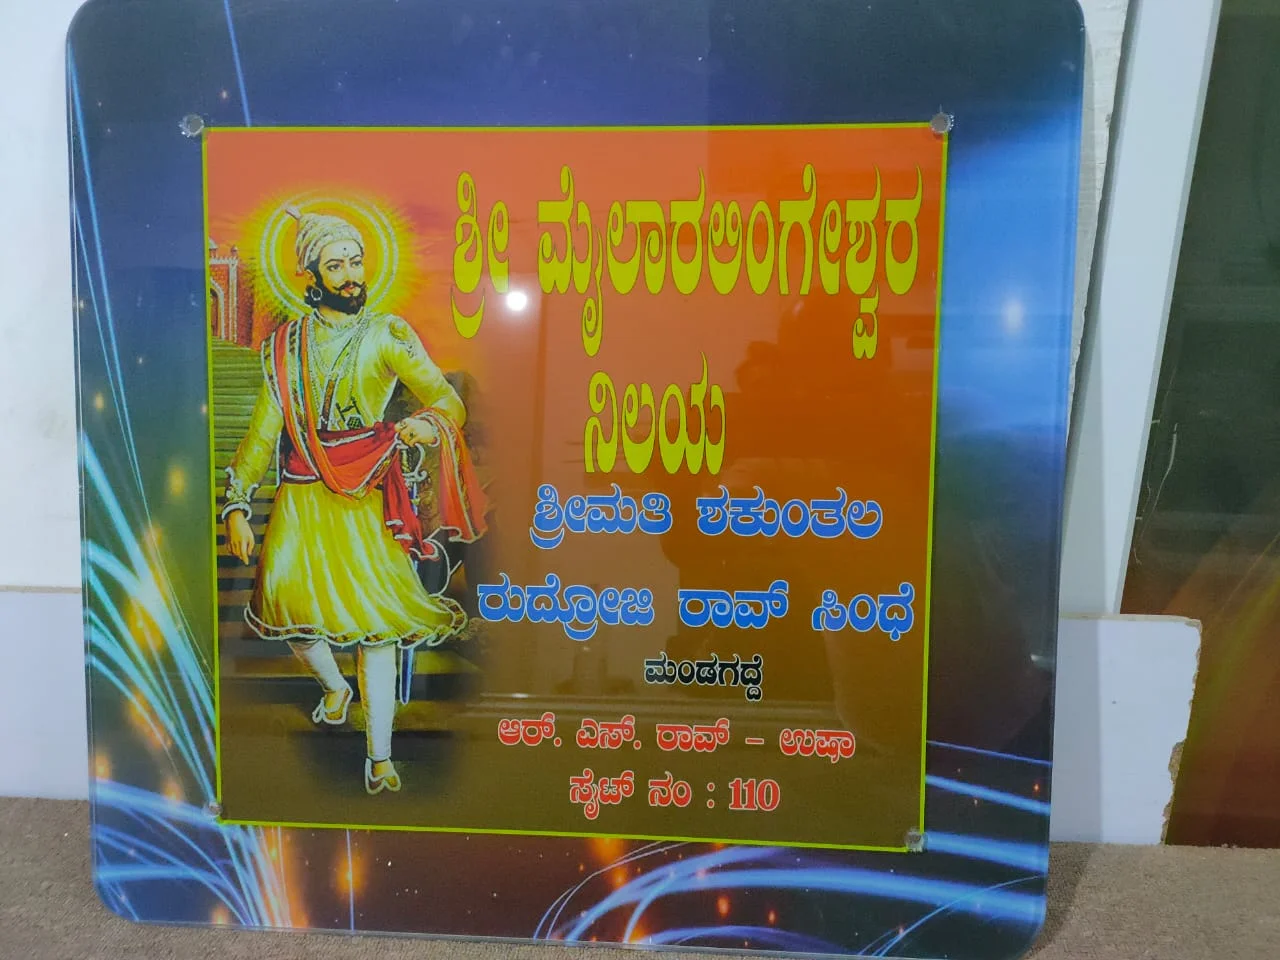 ಶ್ರೀ ಮೈಲಾರಲಿಂಗೇಶ್ವರ
ನಿಲಯ
ಶ್ರೀಮತಿ ಶಕುಂತಲ
ರುದ್ರೋಜಿ ರಾವ್ ಸಿಂಧೆ
ಮಂಡಗದ್ದೆ
ಆರ್. ಎಸ್. ರಾವ್ – ಉಷಾ
ಸೈಟ್ ನಂ : 110